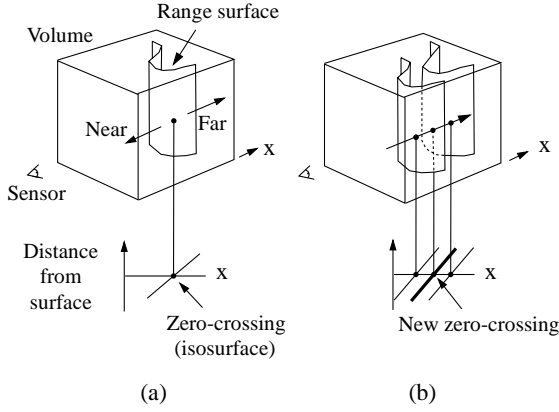 Range surface
Volume
Near
Far
x
Sensor
Distance
from
surface
x
Zero-crossing
(isosurface)
(a)
x
x
New zero-crossing
(b)